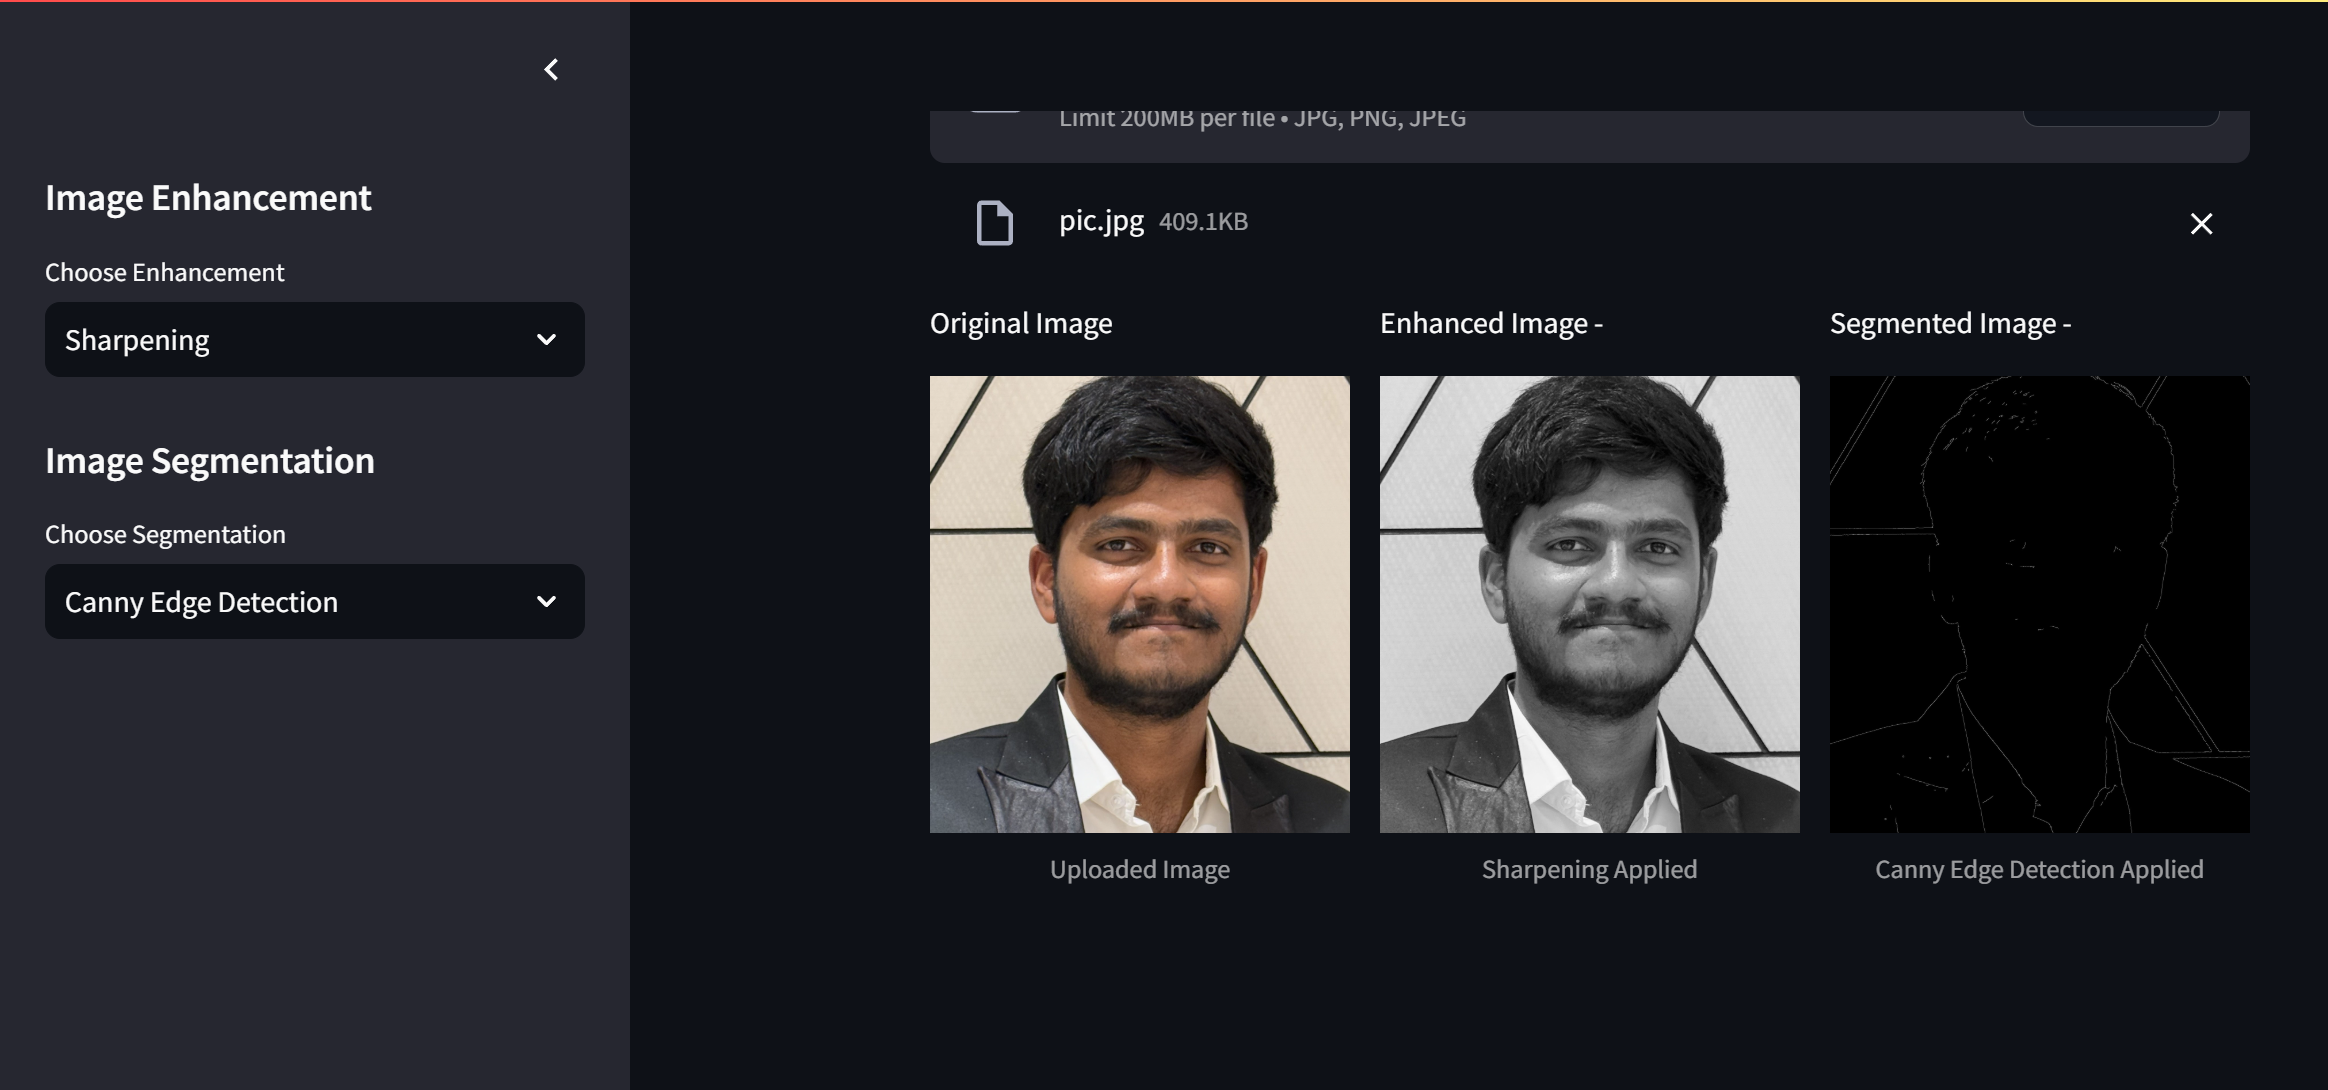 Image Enhancement
Choose Enhancement
Sharpening
Image Segmentation
Choose Segmentation
Canny Edge Detection
Limit 200MB per file • JPG, PNG, JPEG
pic.jpg 409.1KB
Original Image
Enhanced Image -
Segmented Image -
Uploaded Image
Sharpening Applied
Canny Edge Detection Applied